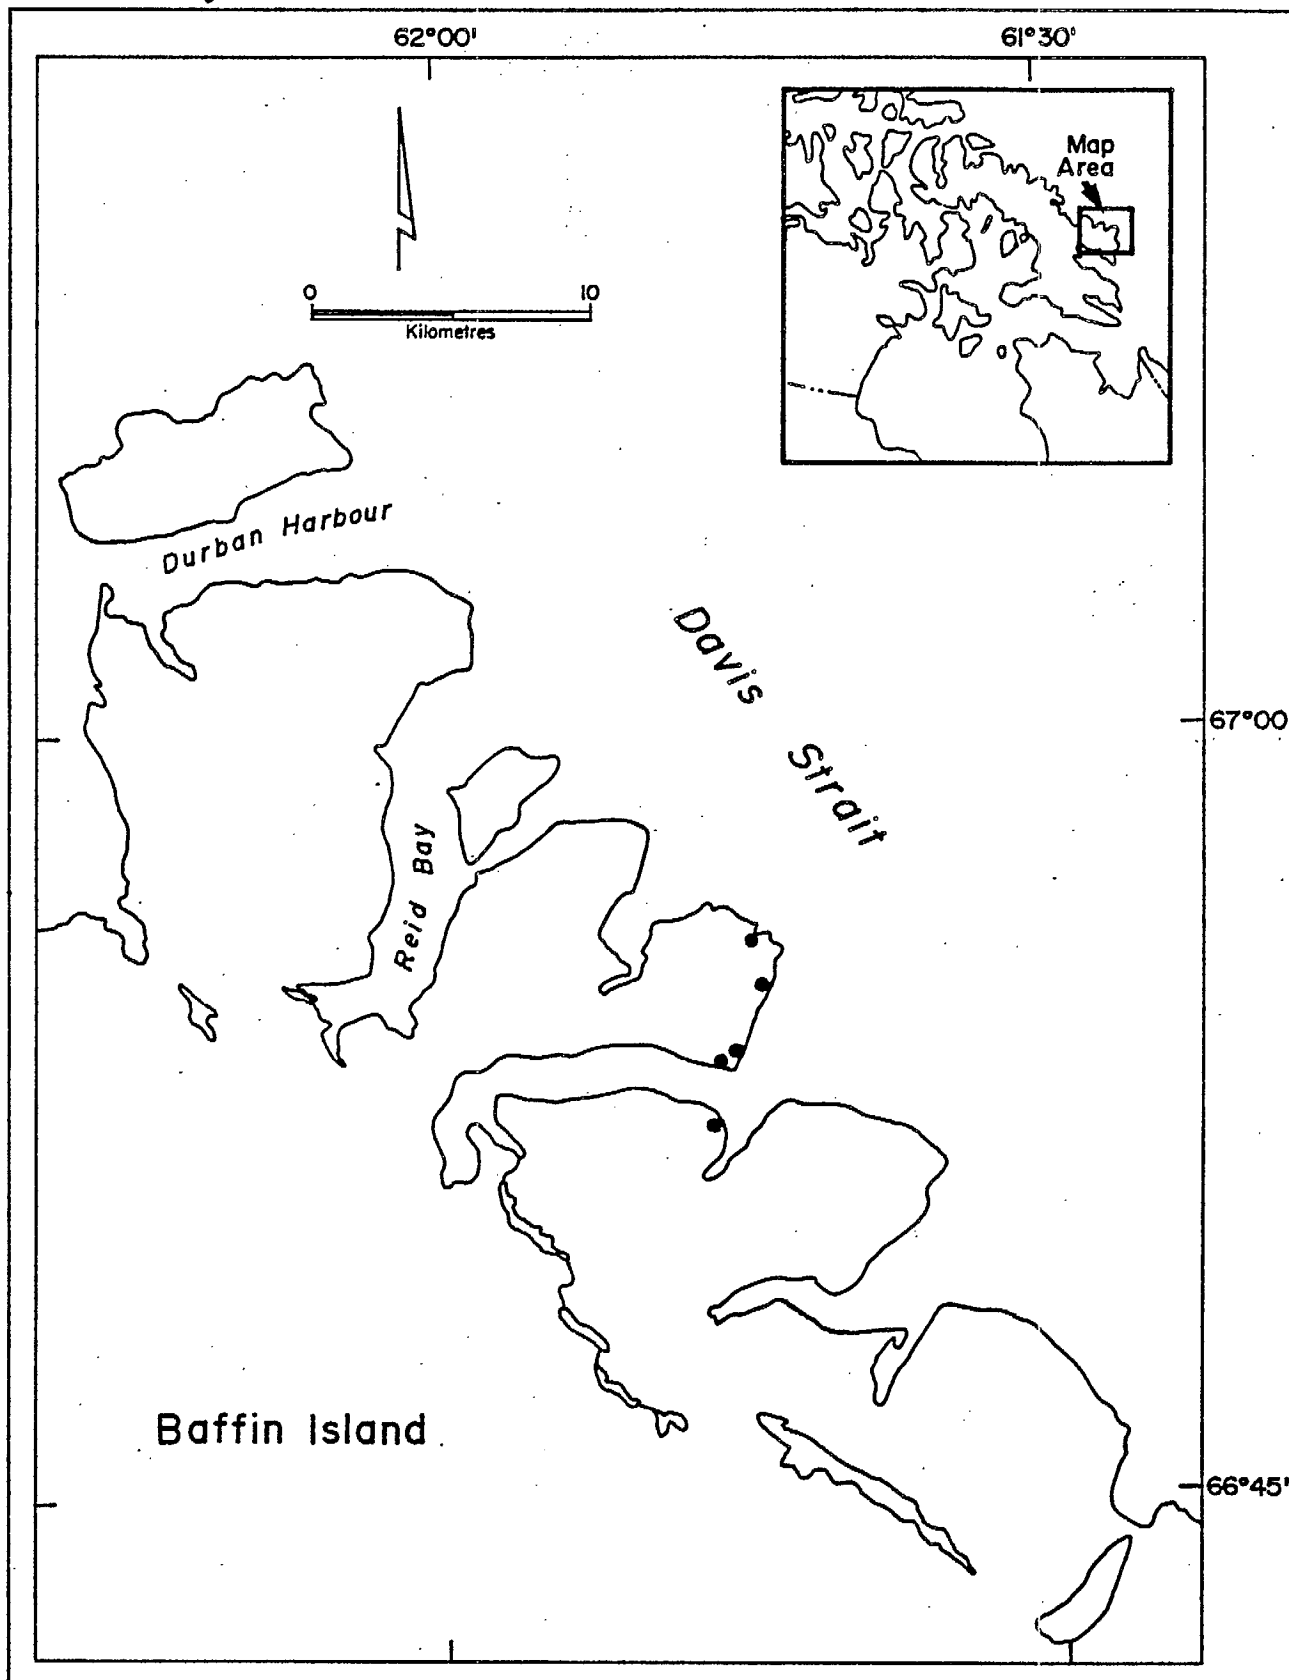 62°00'
61°30'
Map
Area
0
10
Kilometres
Durban Harbour
Davis
Strait
67°00
Reid Bay
Baffin Island
66°45'